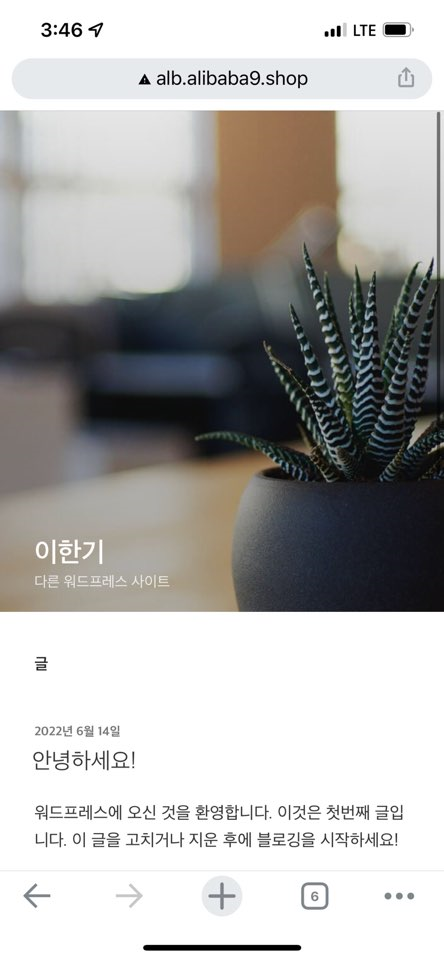 3:46
LTE
alb.alibaba9.shop
이한기
다른 워드프레스 사이트
글
2022년 6월 14일
안녕하세요!
워드프레스에 오신 것을 환영합니다. 이것은 첫번째 글입
니다. 이 글을 고치거나 지운 후에 블로깅을 시작하세요!
6